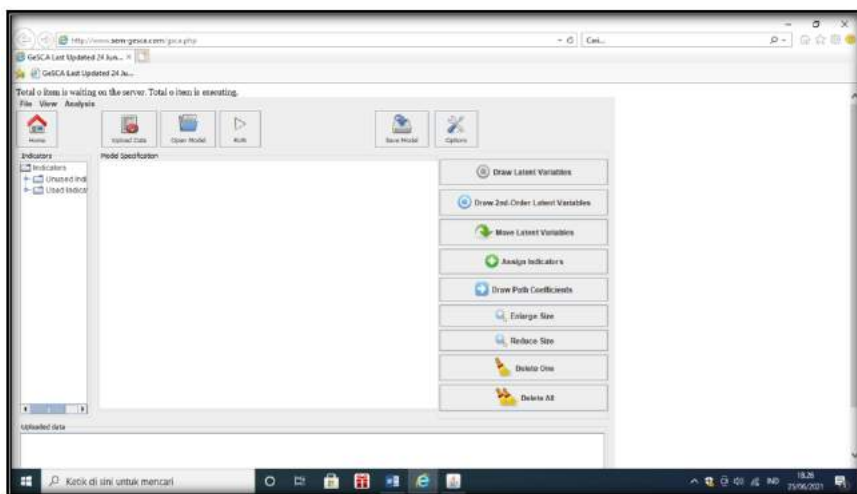 http://www.sem-gesca.com/gsca.php
Cari...
GeSCA Last Updated 24 Jun...
GeSCA Last Updated 24 Ju...
Total 0 item is waiting on the server. Total 0 item is executing.
File View Analysis
Home
Upload Data
Open Model
RUN
Save Model
Options
Indicators
Model Specification
Indicators
Unused Indi
Used Indicat
Draw Latent Variables
Draw 2nd-Order Latent Variables
Move Latent Variables
Assign Indicators
Draw Path Coefficients
Enlarge Size
Reduce Size
Delete One
Delete All
Uploaded data
Ketik di sini untuk mencari
IND
18.26
23/06/2021